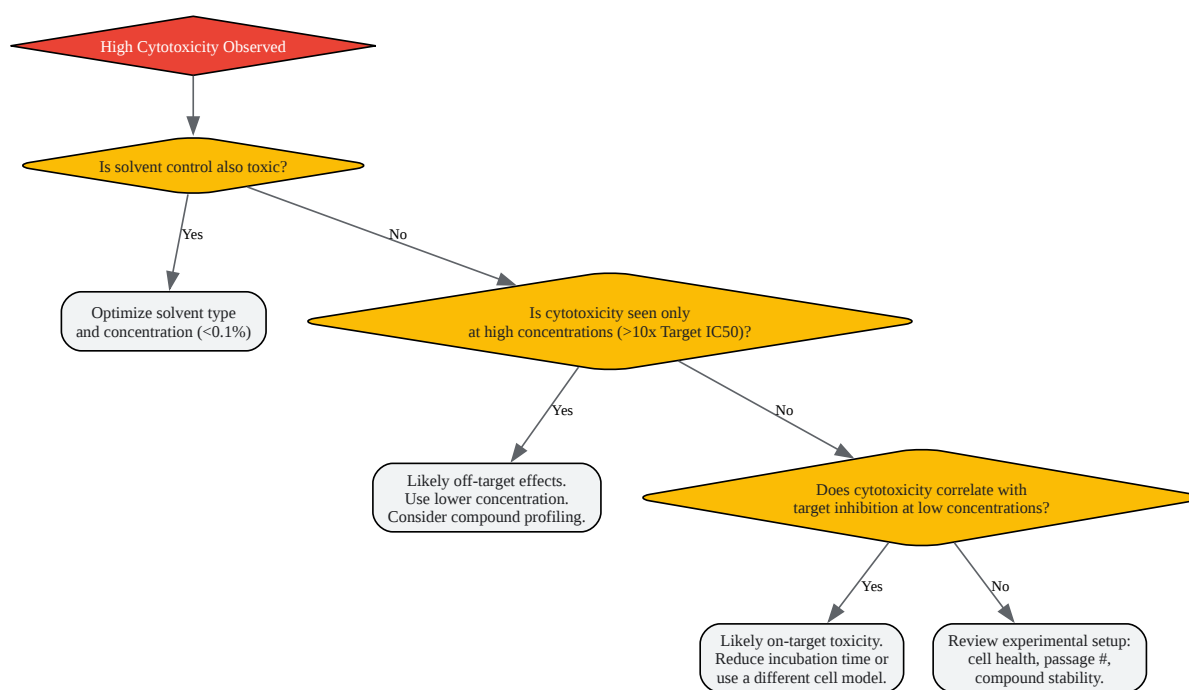 High Cytotoxicity Observed
Is solvent control also toxic?
Yes
No
Optimize solvent type
and concentration (<0.1%)
Is cytotoxicity seen only
at high concentrations (>10x Target IC50)?
Yes
No
Likely off-target effects.
Use lower concentration.
Consider compound profiling.
Does cytotoxicity correlate with
target inhibition at low concentrations?
Yes
No
Likely on-target toxicity.
Reduce incubation time or
use a different cell model.
Review experimental setup:
cell health, passage #,
compound stability.